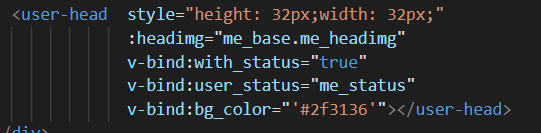 <user-head  style="height: 32px;width: 32px;"
:headimg="me_base.me_headimg"
v-bind:with_status="true"
v-bind:user_status="me_status"
v-bind:bg_color="'#2f3136'"></user-head>
</div>